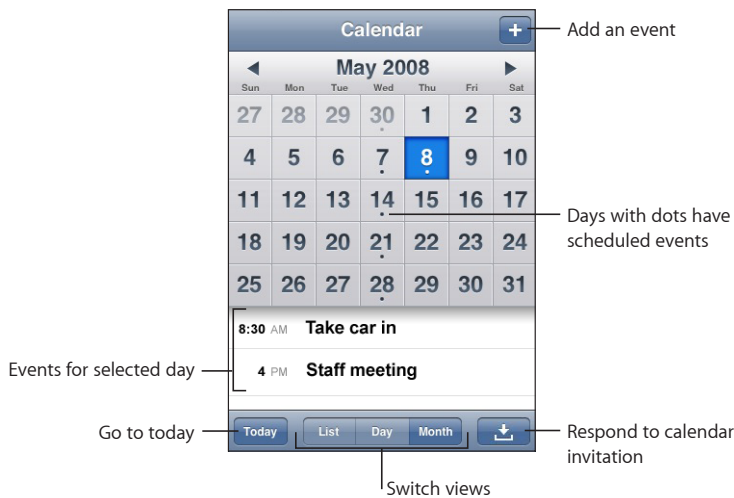 Calendar
+
Add an event
May 2008
Sun Mon Tue Wed Thu Fri Sat
27 28 29 30 1 2 3
4 5 6 7 8 9 10
11 12 13 14 15 16 17
Days with dots have
scheduled events
18 19 20 21 22 23 24
25 26 27 28 29 30 31
8:30 AM Take car in
Events for selected day
4 PM Staff meeting
Go to today
Today List Day Month
Respond to calendar
invitation
Switch views